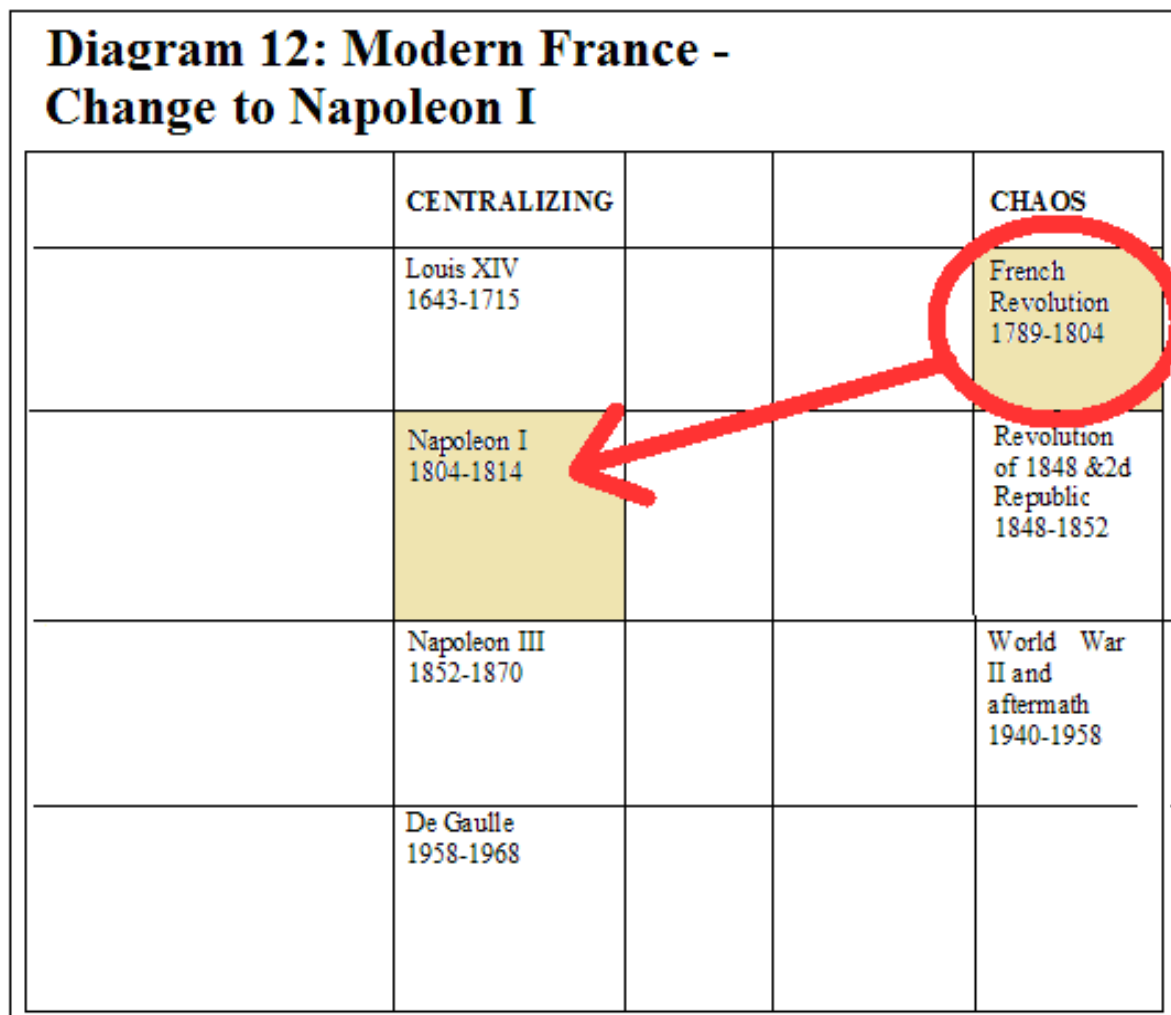 Diagram 12: Modern France -
Change to Napoleon I
CENTRALIZING
CHAOS
Louis XIV
1643-1715
French
Revolution
1789-1804
Napoleon I
1804-1814
Revolution
of 1848 &2d
Republic
1848-1852
Napoleon III
1852-1870
World War
II and
aftermath
1940-1958
De Gaulle
1958-1968